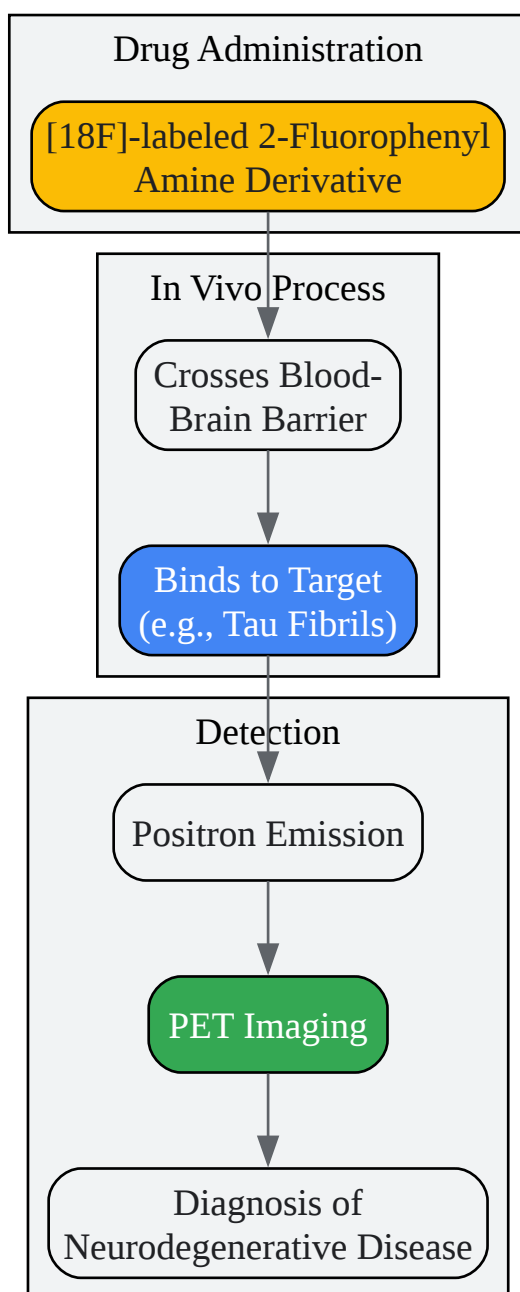 Drug Administration
[18F]-labeled 2-Fluorophenyl
Amine Derivative
In Vivo Process
Crosses Blood-
Brain Barrier
Binds to Target
(e.g., Tau Fibrils)
Detection
Positron Emission
PET Imaging
Diagnosis of
Neurodegenerative Disease